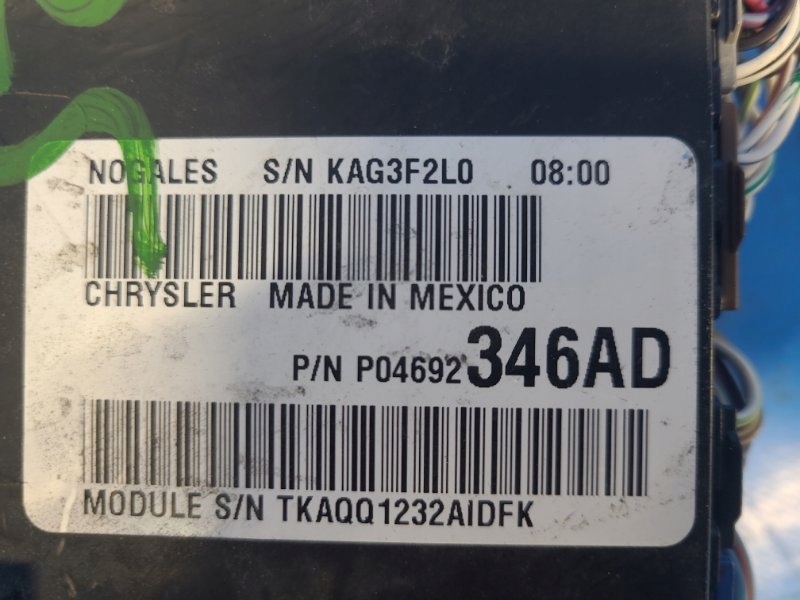 NOGALES S/N KAG3F2L0 08:00
CHRYSLER MADE IN MEXICO
P/N P04692346AD
MODULE S/N TKAQQ1232AIDFK